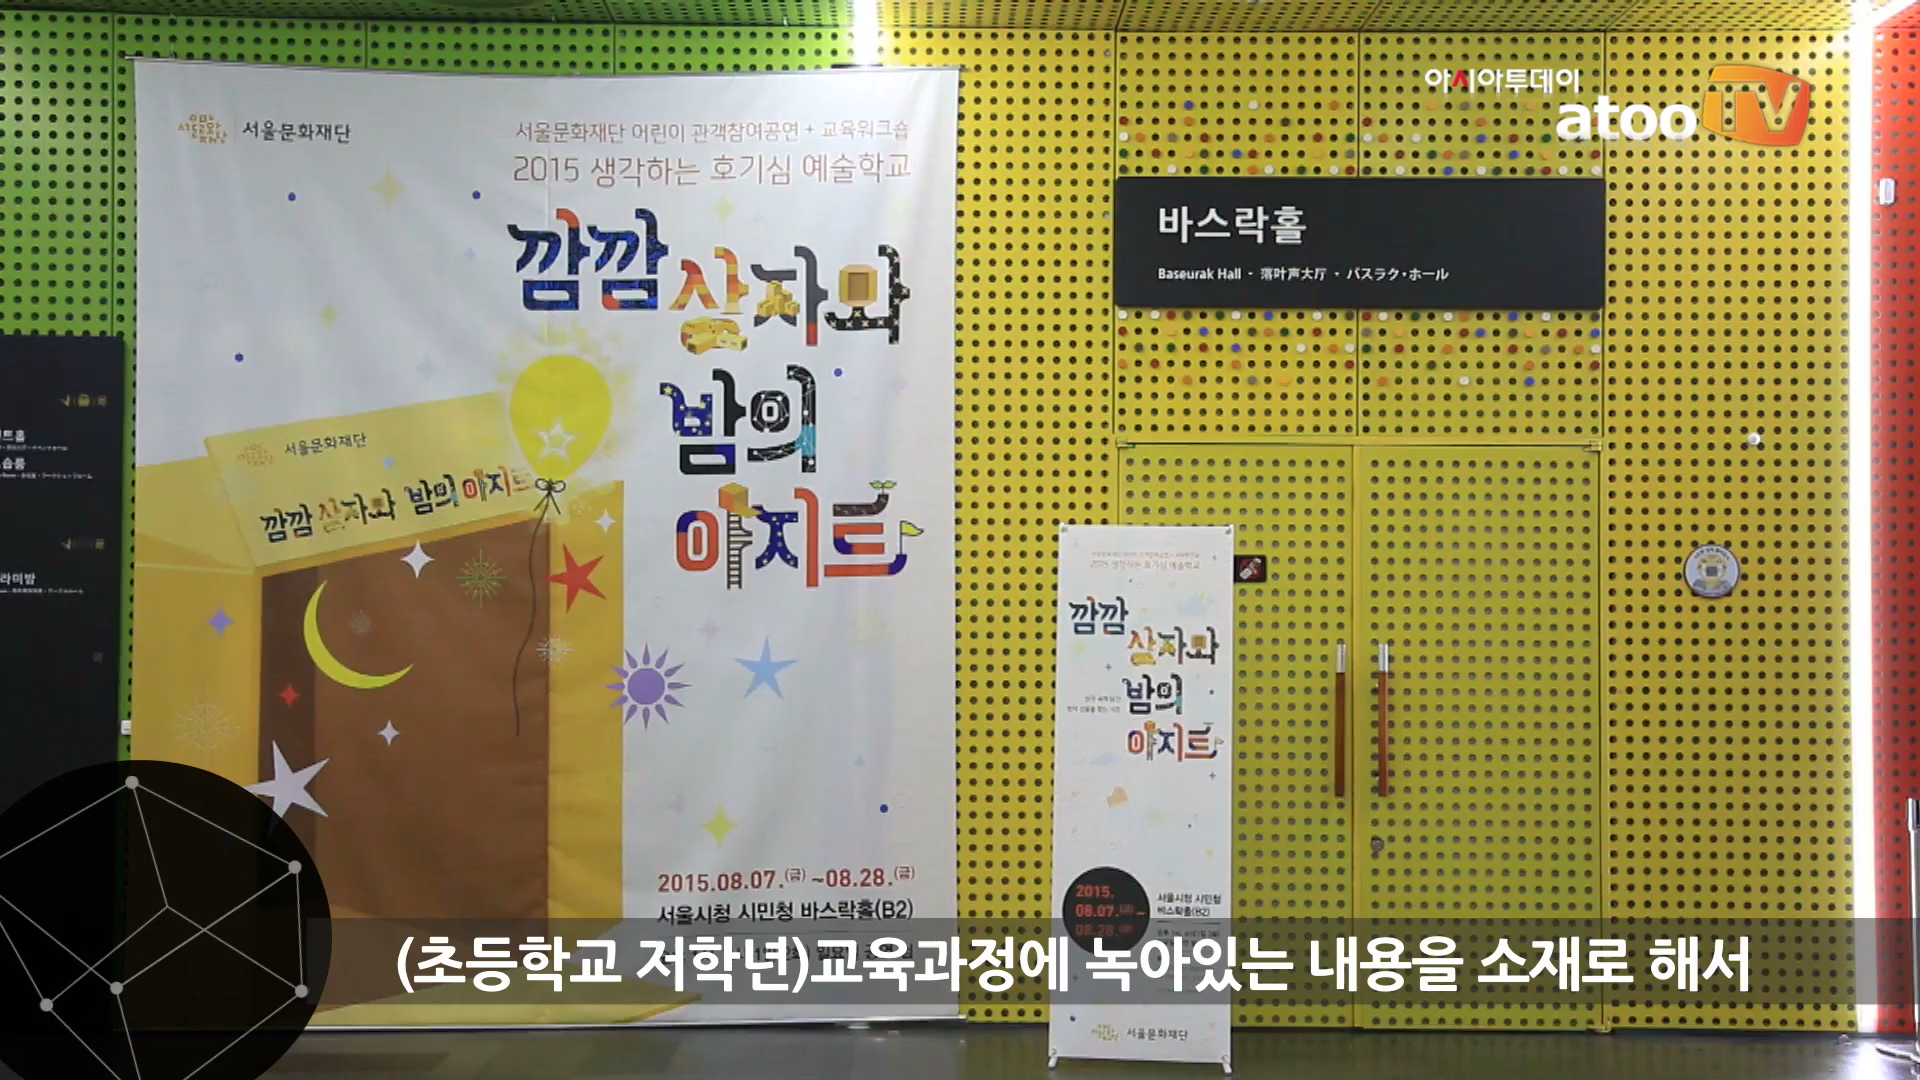 아시아투데이
atoo TV
서울문화재단
서울문화재단 어린이 관객참여공연 + 교육워크숍
2015 생각하는 호기심 예술학교
깜깜 상자와
밤의
아지트
서울문화재단
깜깜 상자와 밤의 아지트
2015.08.07.(금) ~08.28.(금)
서울시청 시민청 바스락홀(B2)
바스락홀
Baseurak Hall · 落叶声大厅 · バスラク·ホール
2015 생각하는 호기심 예술학교
깜깜
상자와
밤의
아지트
2015.
08.07.(금) ~
08.28.(금)
서울시청 시민청
바스락홀(B2)
서울문화재단
(초등학교 저학년)교육과정에 녹아있는 내용을 소재로 해서